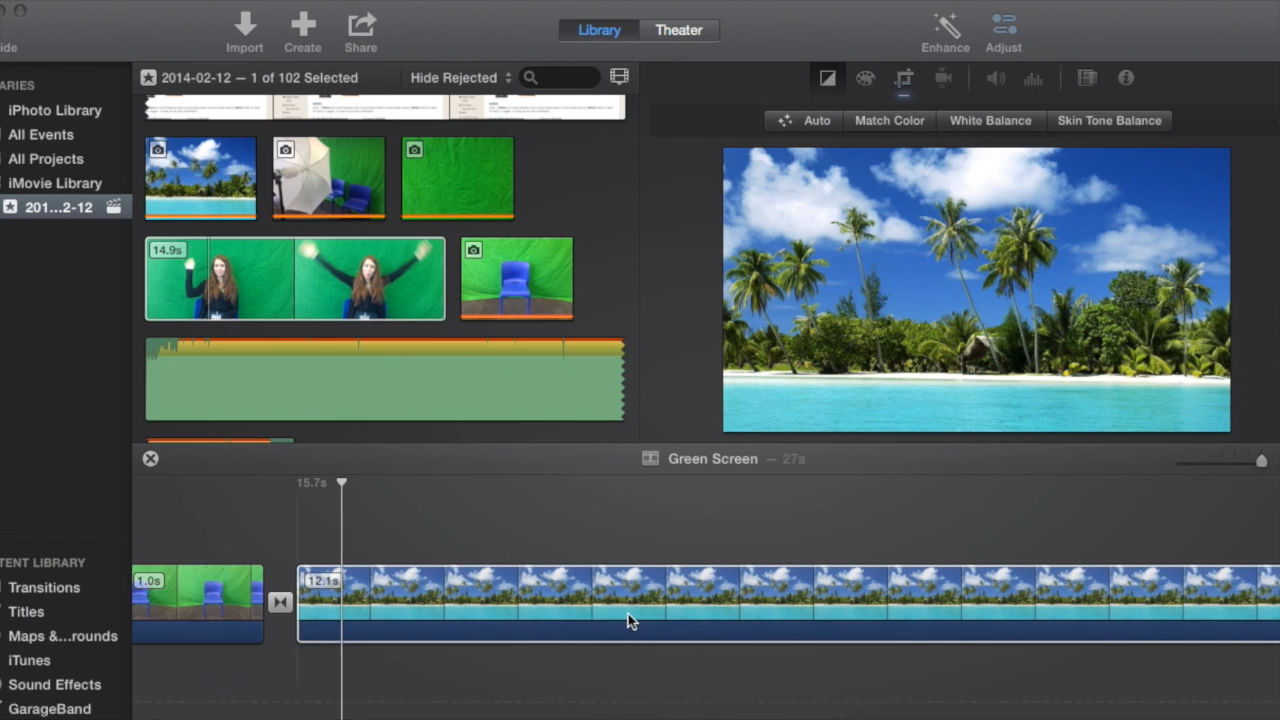 ide
Import
Create
Share
Library
Theater
Enhance
Adjust
ARIES
iPhoto Library
All Events
All Projects
iMovie Library
201...2-12
2014-02-12 — 1 of 102 Selected
Hide Rejected
Auto
Match Color
White Balance
Skin Tone Balance
14.9s
Green Screen — 27s
15.7s
1.0s
12.1s
TENT LIBRARY
Transitions
Titles
Maps &...rounds
iTunes
Sound Effects
GarageBand